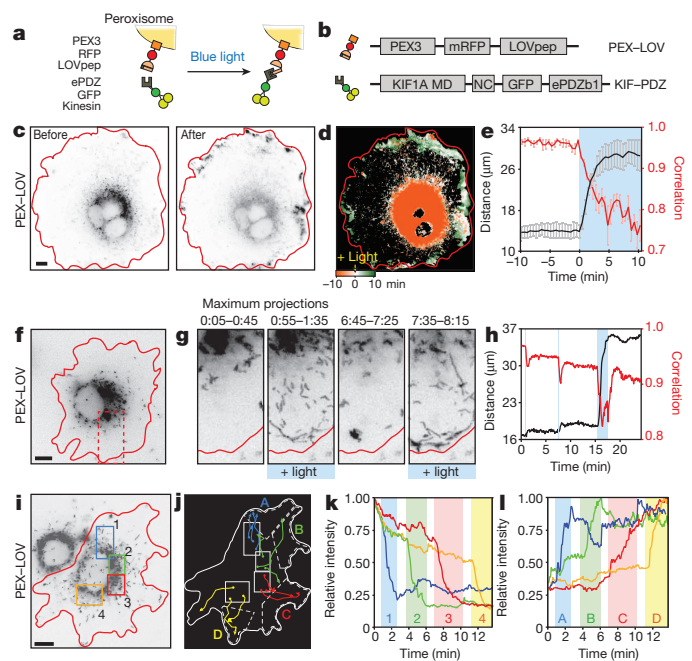 a
Peroxisome
PEX3
RFP
LOVpep
ePDZ
GFP
Kinesin
Blue light
b
PEX3 mRFP LOVpep PEX–LOV
KIF1A MD NC GFP ePDZb1 KIF–PDZ
c
PEX–LOV
Before
After
d
+ Light
−10 0 10 min
e
Distance (μm)
34
28
22
16
10
1.0
0.9
0.8
0.7
Correlation
−10 −5 0 5 10
Time (min)
f
PEX–LOV
g
Maximum projections
0:05–0:45 0:55–1:35 6:45–7:25 7:35–8:15
+ light
+ light
h
Distance (μm)
37
30
23
16
1.0
0.9
0.8
Correlation
0 10 20
Time (min)
i
PEX–LOV
1
2
3
4
j
A
B
C
D
k
Relative intensity
1.00
0.75
0.50
0.25
0
1 2 3 4
0 2 4 6 8 10 12
Time (min)
l
Relative intensity
1.00
0.75
0.50
0.25
0
A B C D
0 2 4 6 8 10 12
Time (min)